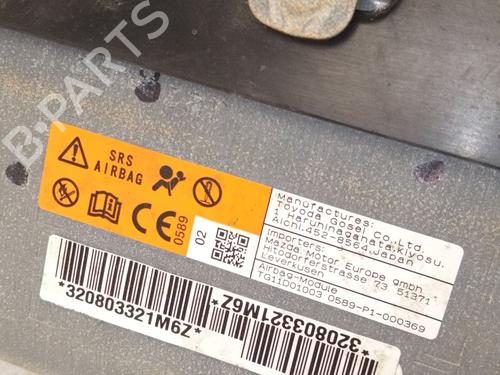 B-PARTS
SRS
AIRBAG
0589
02
Manufactures:
Toyoda Gosei Co., Ltd.
1 Haruhinagahata,kiyosu.
Aichi.452-8564.Japan
Importers:
Mazda Motor Europe gmbh
Hitdorferstrasse 73 51371
Leverkusen
Airbag-Module
TG11D01003 0589-P1-000369
*320803321M6Z*
*320803321M6Z*